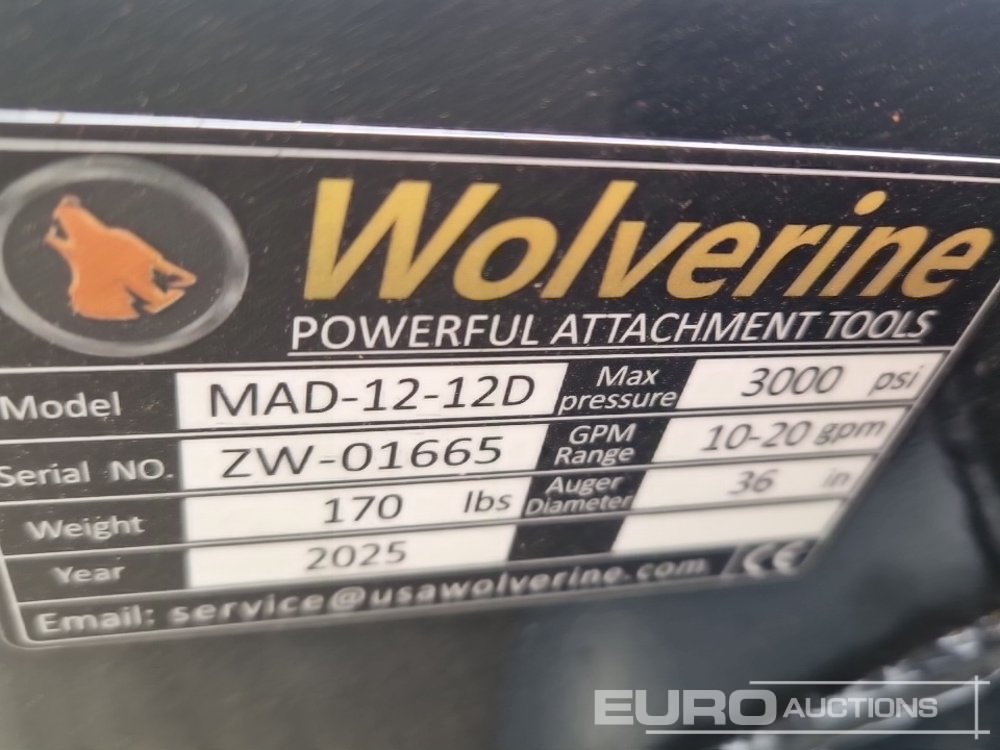 Wolverine
POWERFUL ATTACHMENT TOOLS
Model MAD-12-12D Max pressure 3000 psi
Serial NO. ZW-01665 GPM Range 10-20 gpm
Weight 170 lbs Auger Diameter 36 in
Year 2025
Email: service@usawolverine.com CE
EURO AUCTIONS